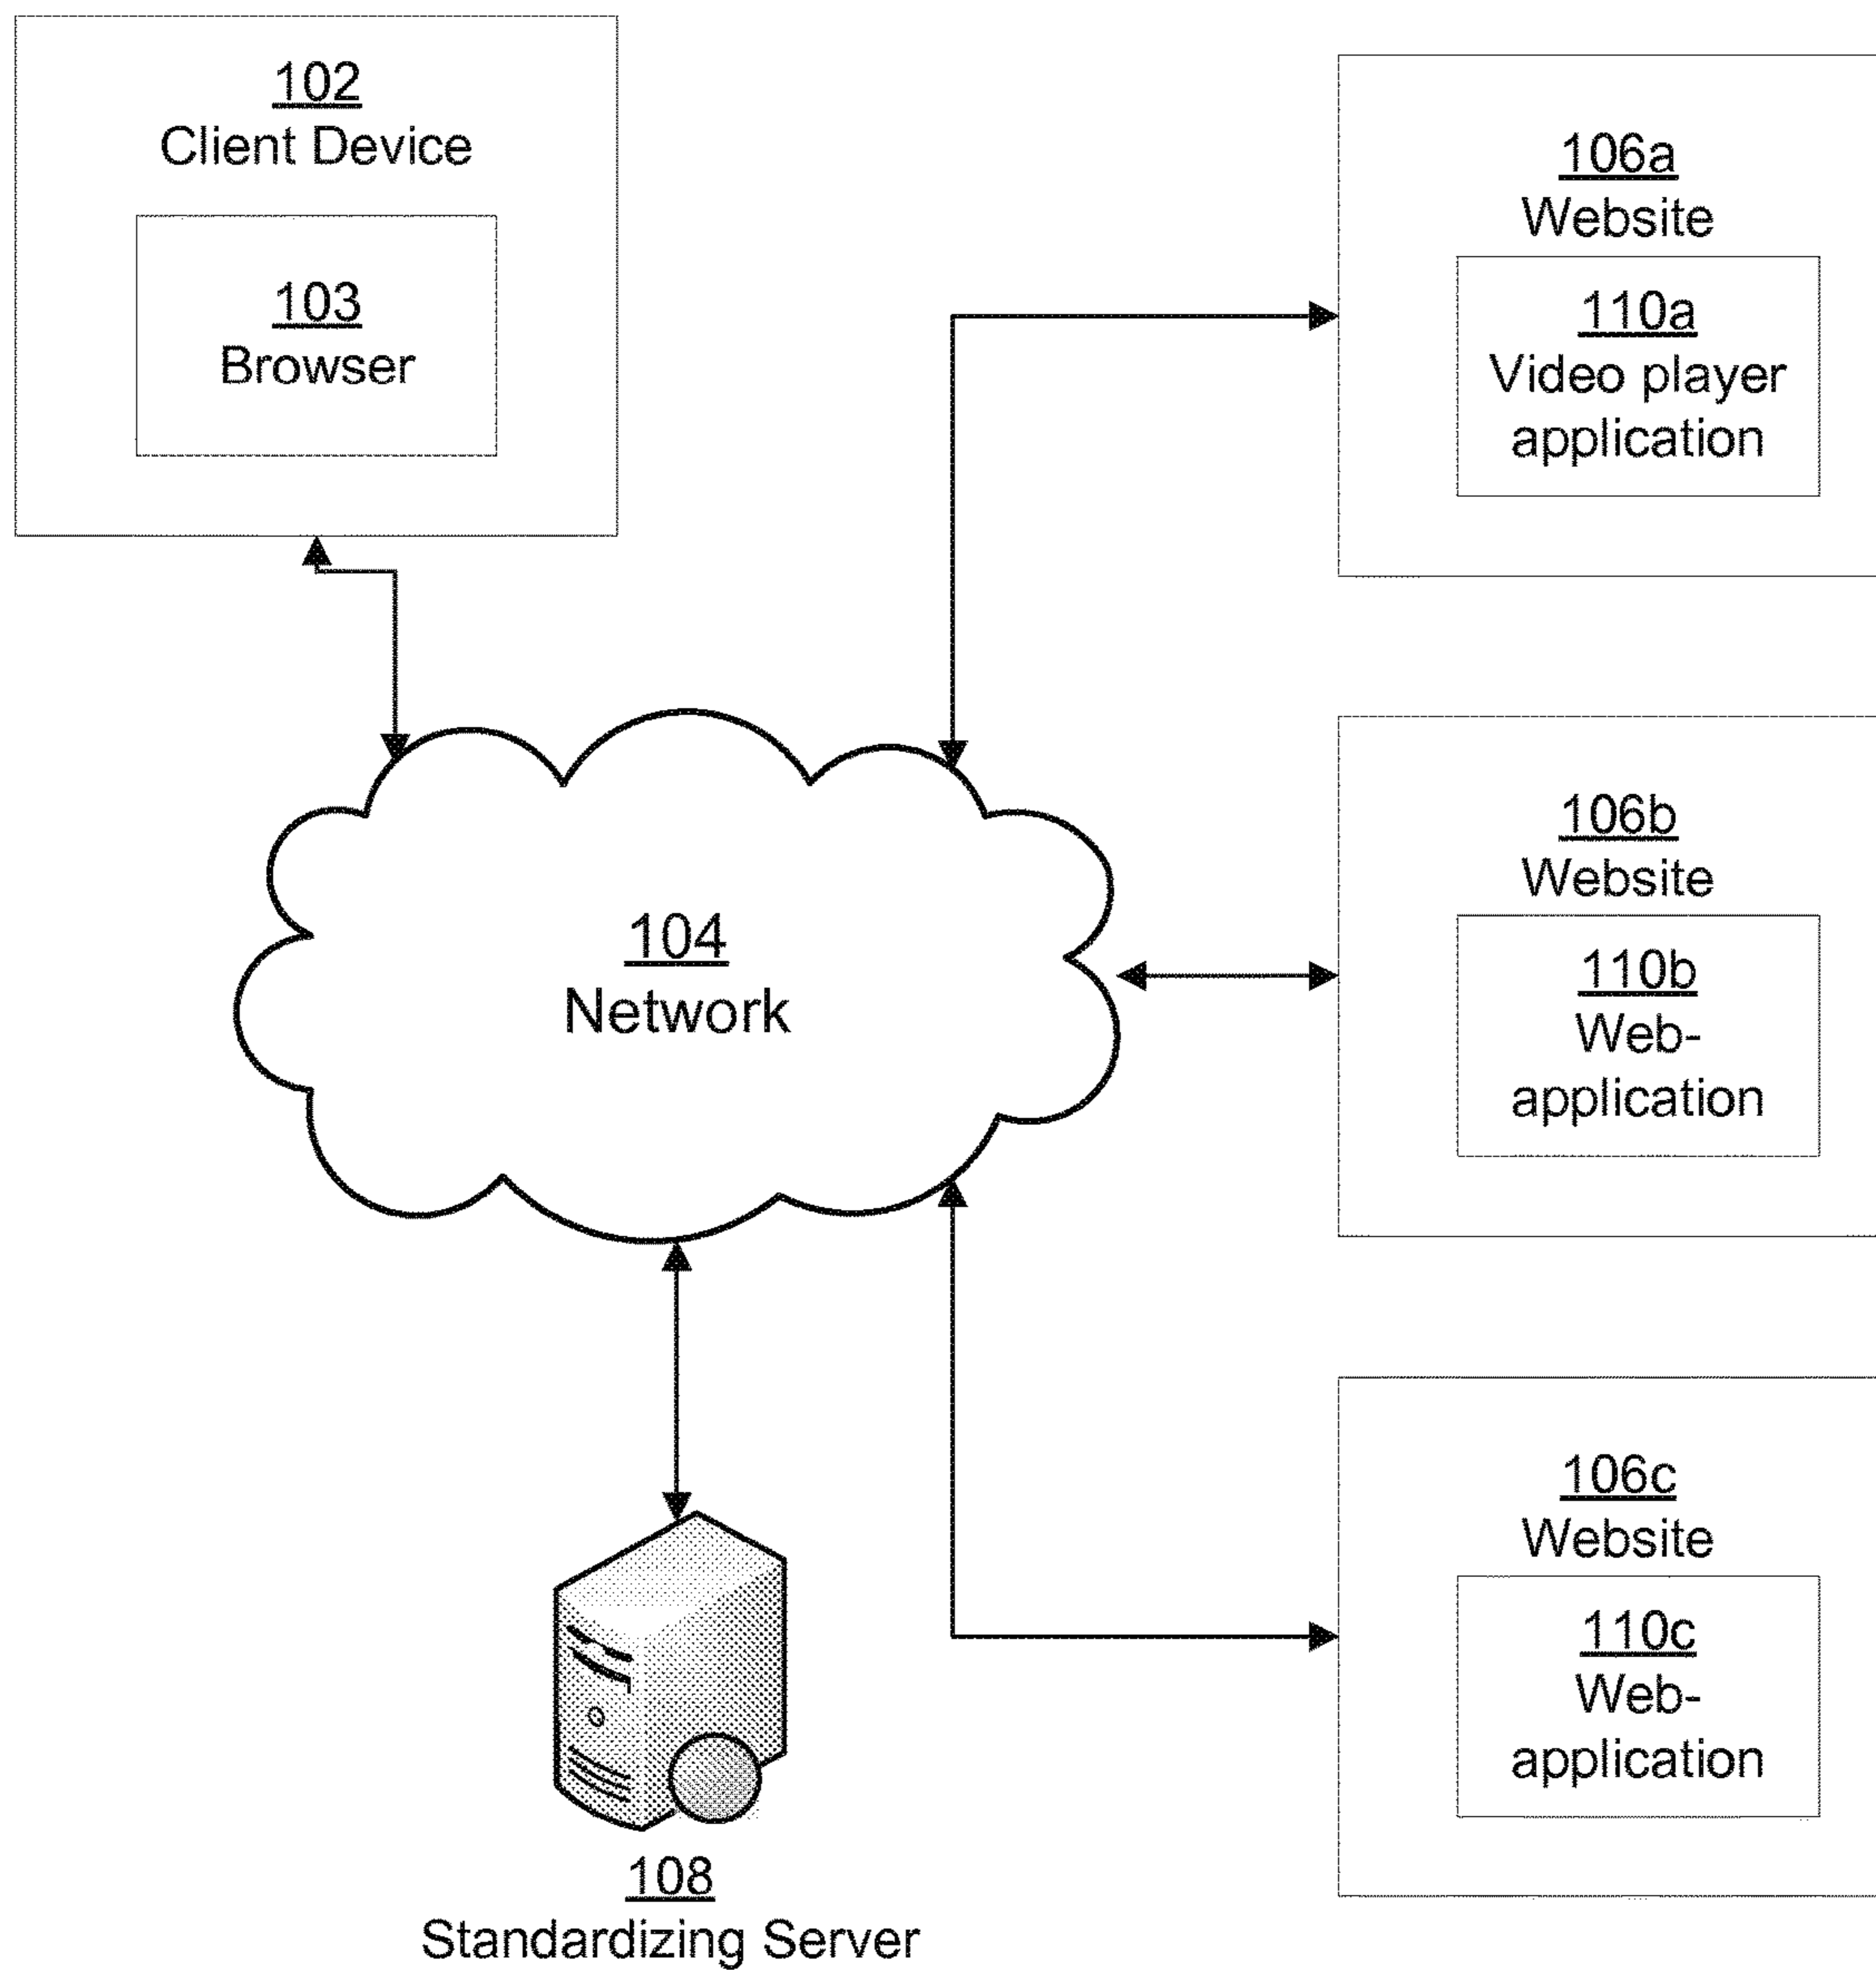 102
Client Device
103
Browser
106a
Website
110a
Video player
application
104
Network
106b
Website
110b
Web-
application
106c
Website
110c
Web-
application
108
Standardizing Server